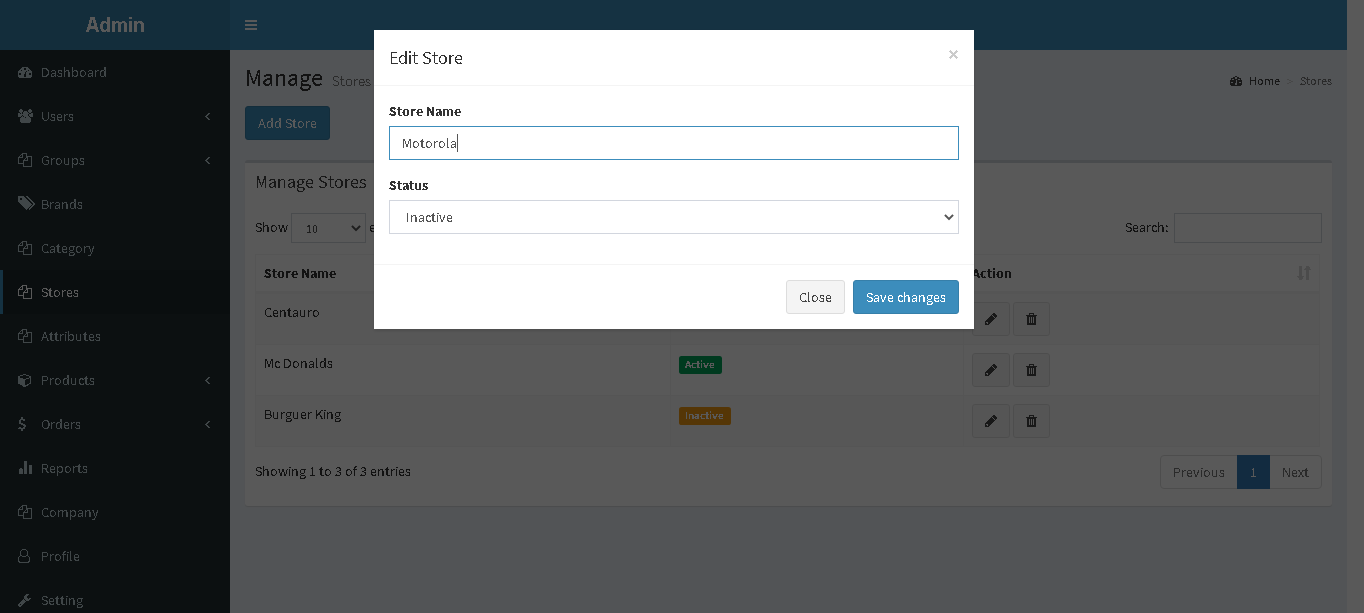 Admin
Dashboard
Users
Groups
Brands
Category
Stores
Attributes
Products
Orders
Reports
Company
Profile
Setting
Manage Stores
Home > Stores
Add Store
Manage Stores
Show 10 e
Search:
Store Name Action
Centauro
Mc Donalds Active
Burguer King Inactive
Showing 1 to 3 of 3 entries
Previous 1 Next
Edit Store ×
Store Name
Motorola
Status
Inactive
Close Save changes